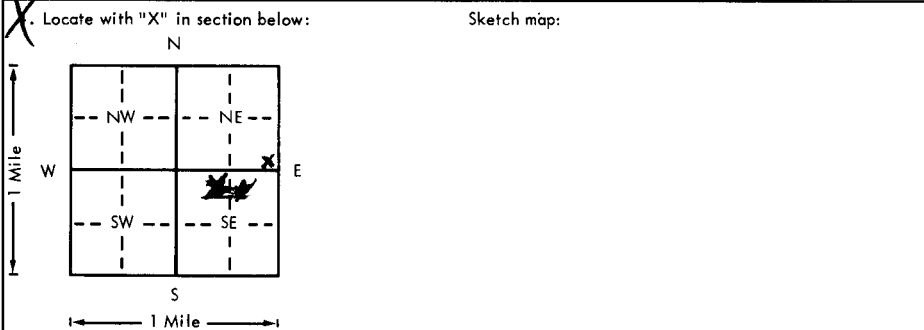 . Locate with "X" in section below:
Sketch map:
N
NW
NE
1 Mile
W
X
E
SW
SE
S
1 Mile